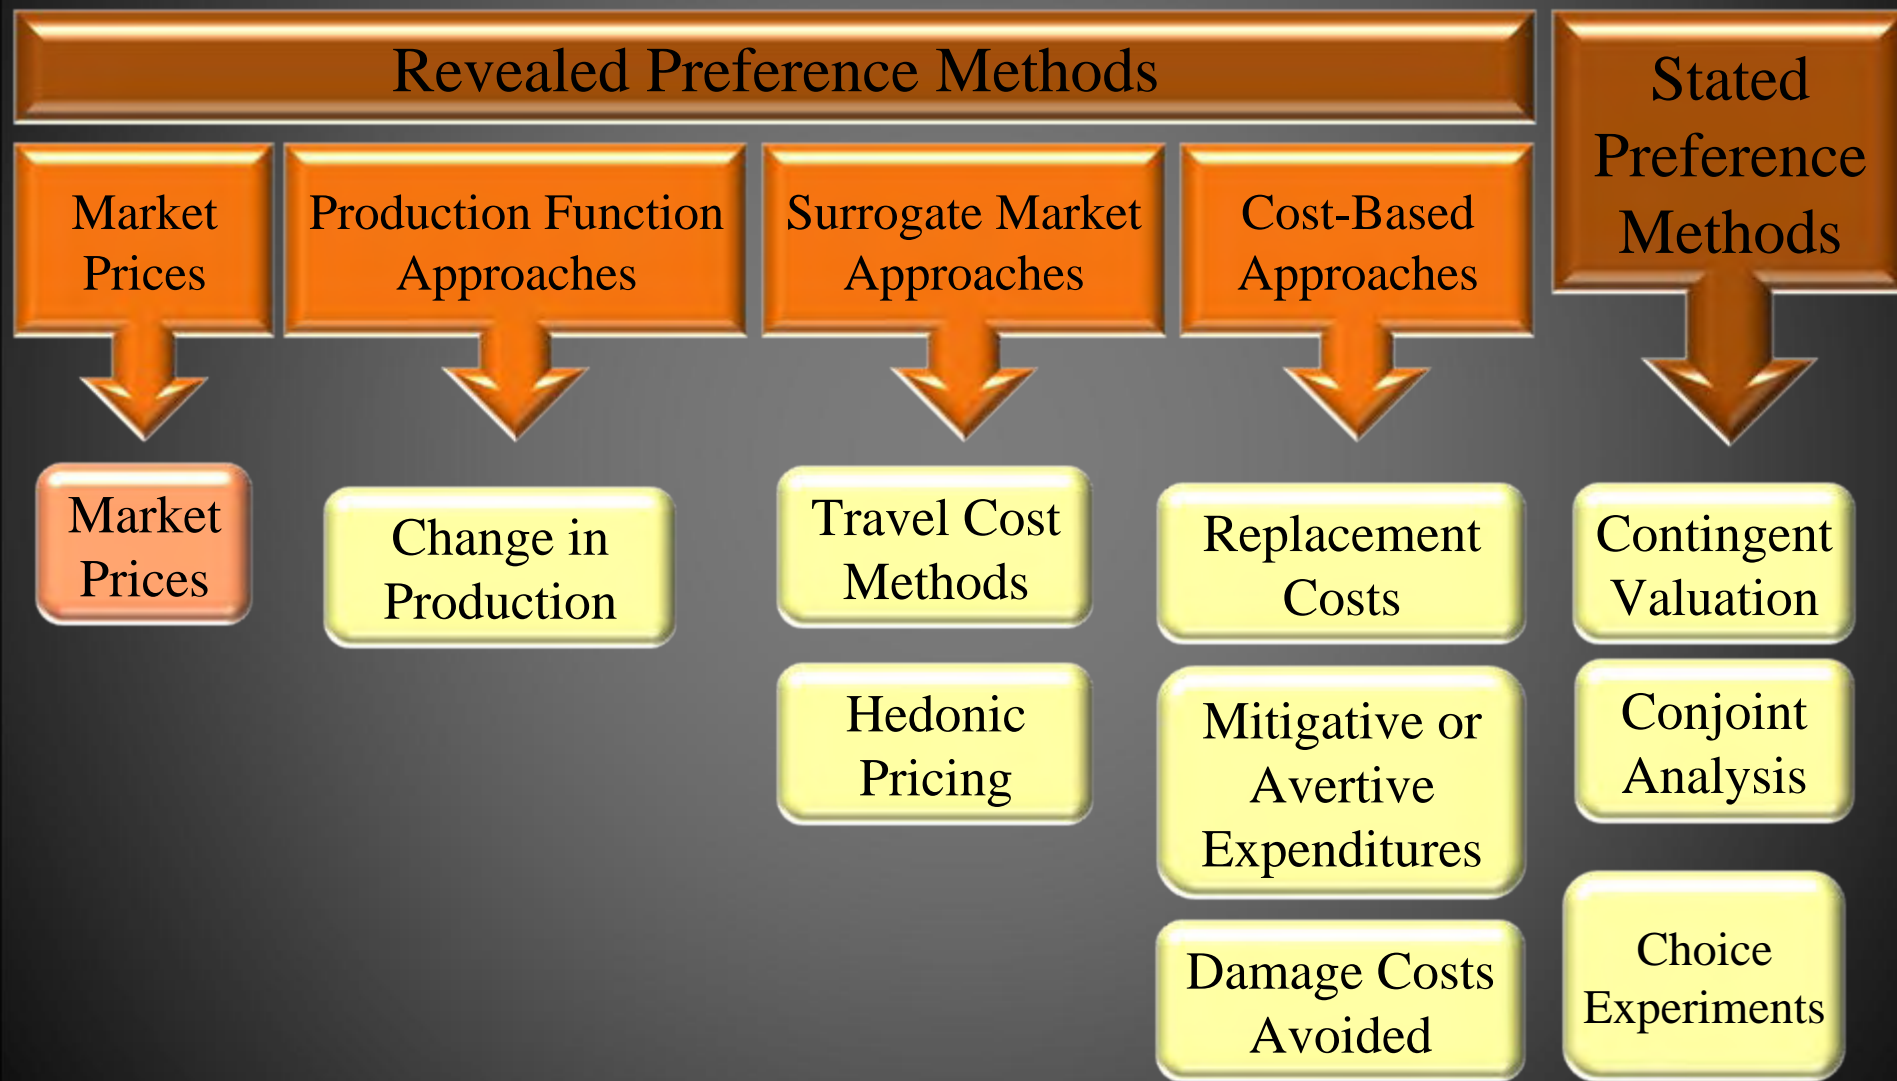 Revealed Preference Methods
Stated
Preference
Methods
Market
Prices
Production Function
Approaches
Surrogate Market
Approaches
Cost-Based
Approaches
Market
Prices
Change in
Production
Travel Cost
Methods
Hedonic
Pricing
Replacement
Costs
Mitigative or
Avertive
Expenditures
Damage Costs
Avoided
Contingent
Valuation
Conjoint
Analysis
Choice
Experiments